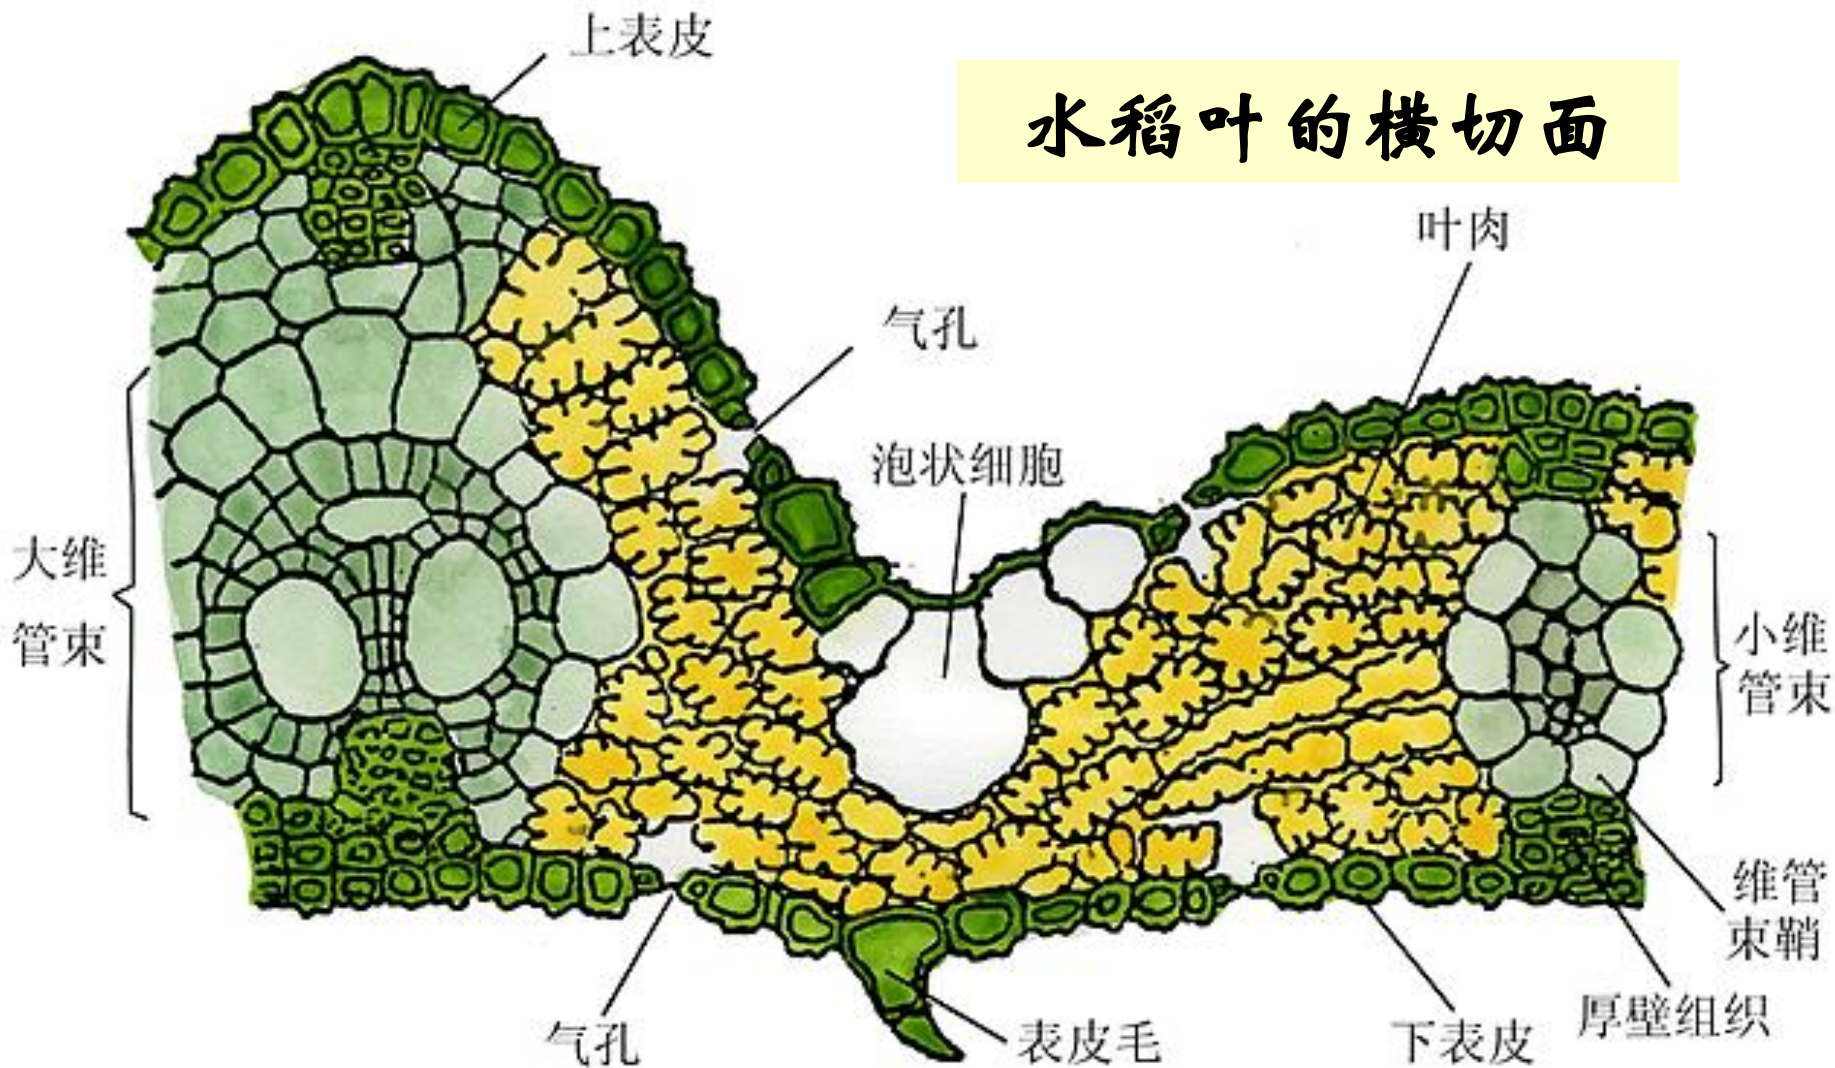 上表皮
水稻叶的横切面
叶肉
气孔
泡状细胞
大维
管束
小维
管束
维管
束鞘
厚壁组织
气孔
表皮毛
下表皮